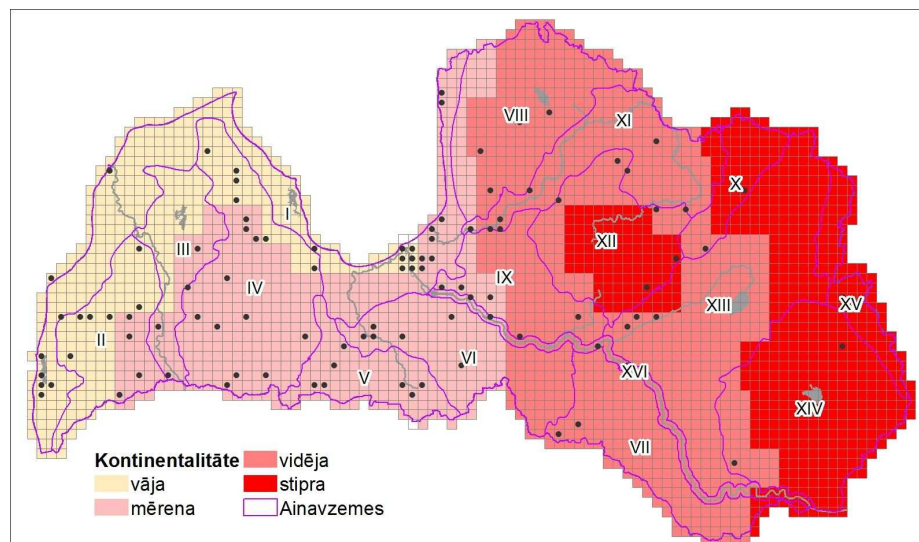 VIII
XI
X
I
XII
III
IV
IX
XIII
XV
II
VI
V
XVI
XIV
VII
Kontinentalitāte
vāja
mērena
vidēja
stipra
Ainavzemes